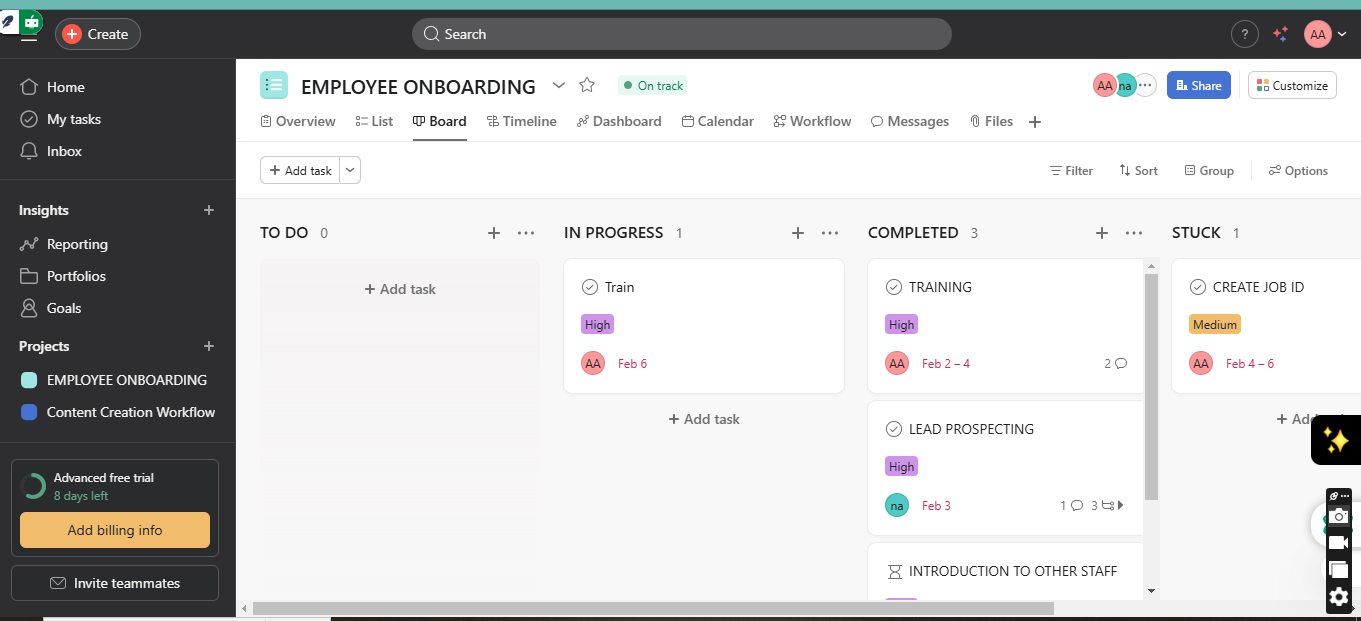 Create
Search
?
AA
Home
My tasks
Inbox
Insights
Reporting
Portfolios
Goals
Projects
EMPLOYEE ONBOARDING
Content Creation Workflow
Advanced free trial
8 days left
Add billing info
Invite teammates
EMPLOYEE ONBOARDING
On track
AA na
Share
Customize
Overview List Board Timeline Dashboard Calendar Workflow Messages Files
Add task
Filter Sort Group Options
TO DO 0
Add task
IN PROGRESS 1
Train
High
AA Feb 6
Add task
COMPLETED 3
TRAINING
High
AA Feb 2 – 4 2
LEAD PROSPECTING
High
na Feb 3 1 3
INTRODUCTION TO OTHER STAFF
STUCK 1
CREATE JOB ID
Medium
AA Feb 4 – 6